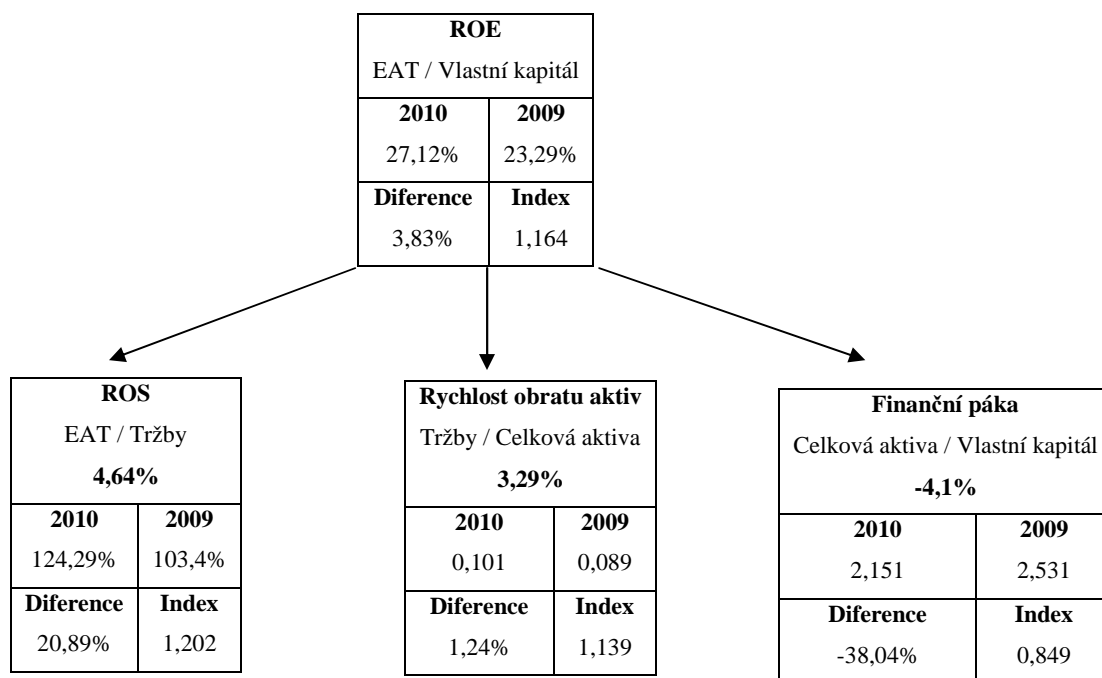 ROE
EAT / Vlastní kapitál
2010 2009
27,12% 23,29%
Diference Index
3,83% 1,164
ROS
EAT / Tržby
4,64%
2010 2009
124,29% 103,4%
Diference Index
20,89% 1,202
Rychlost obratu aktiv
Tržby / Celková aktiva
3,29%
2010 2009
0,101 0,089
Diference Index
1,24% 1,139
Finanční páka
Celková aktiva / Vlastní kapitál
-4,1%
2010 2009
2,151 2,531
Diference Index
-38,04% 0,849